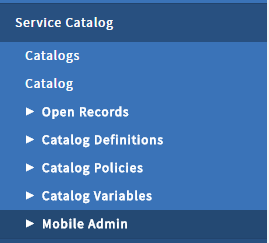 Service Catalog
Catalogs
Catalog
► Open Records
► Catalog Definitions
► Catalog Policies
► Catalog Variables
► Mobile Admin